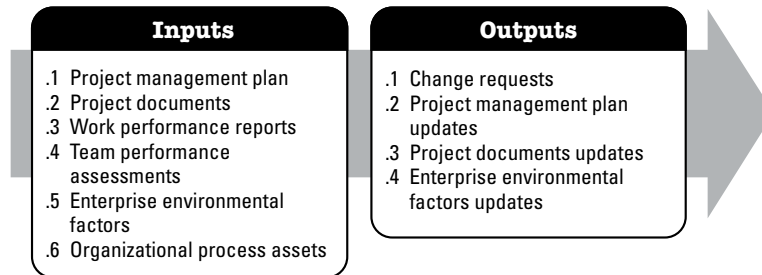 Inputs
.1 Project management plan
.2 Project documents
.3 Work performance reports
.4 Team performance
assessments
.5 Enterprise environmental
factors
.6 Organizational process assets
Outputs
.1 Change requests
.2 Project management plan
updates
.3 Project documents updates
.4 Enterprise environmental
factors updates